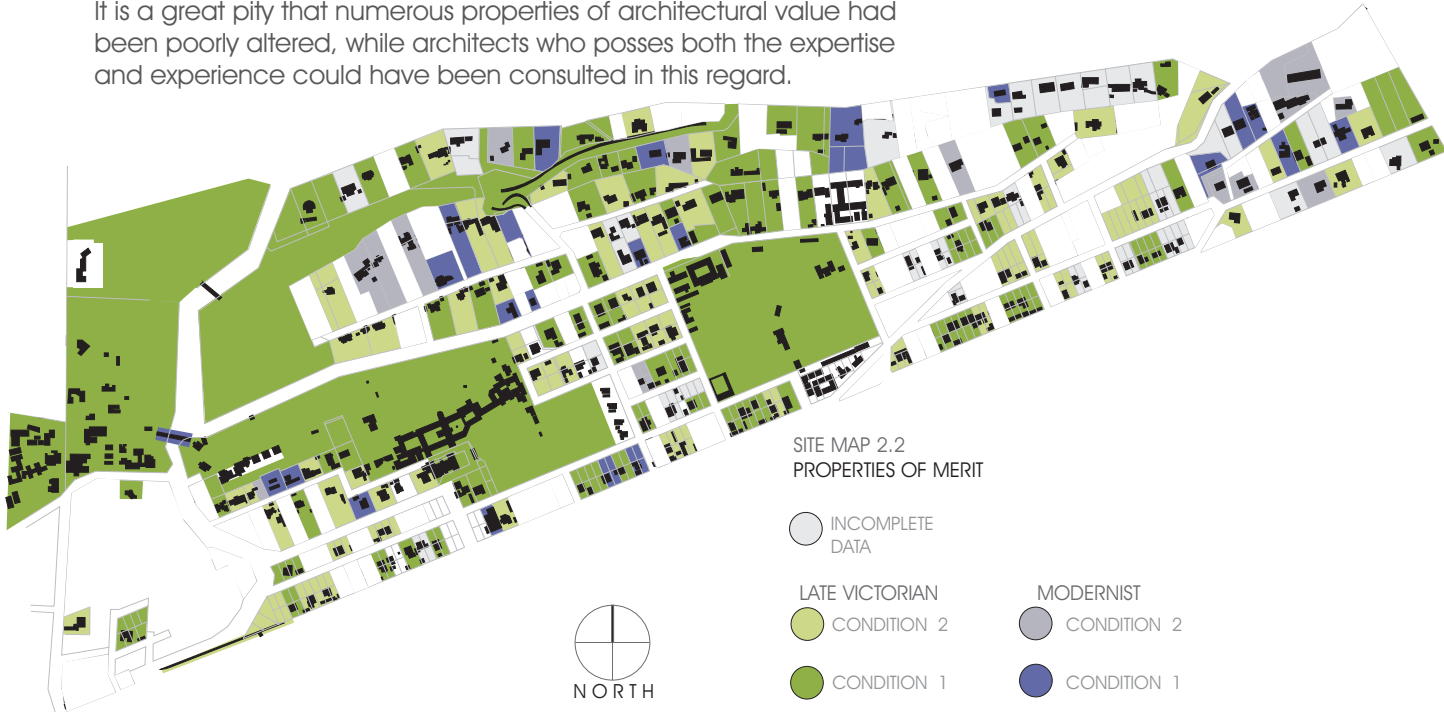 It is a great pity that numerous properties of architectural value had
been poorly altered, while architects who posses both the expertise
and experience could have been consulted in this regard.
SITE MAP 2.2
PROPERTIES OF MERIT
INCOMPLETE
DATA
LATE VICTORIAN
CONDITION 2
CONDITION 1
MODERNIST
CONDITION 2
CONDITION 1
NORTH